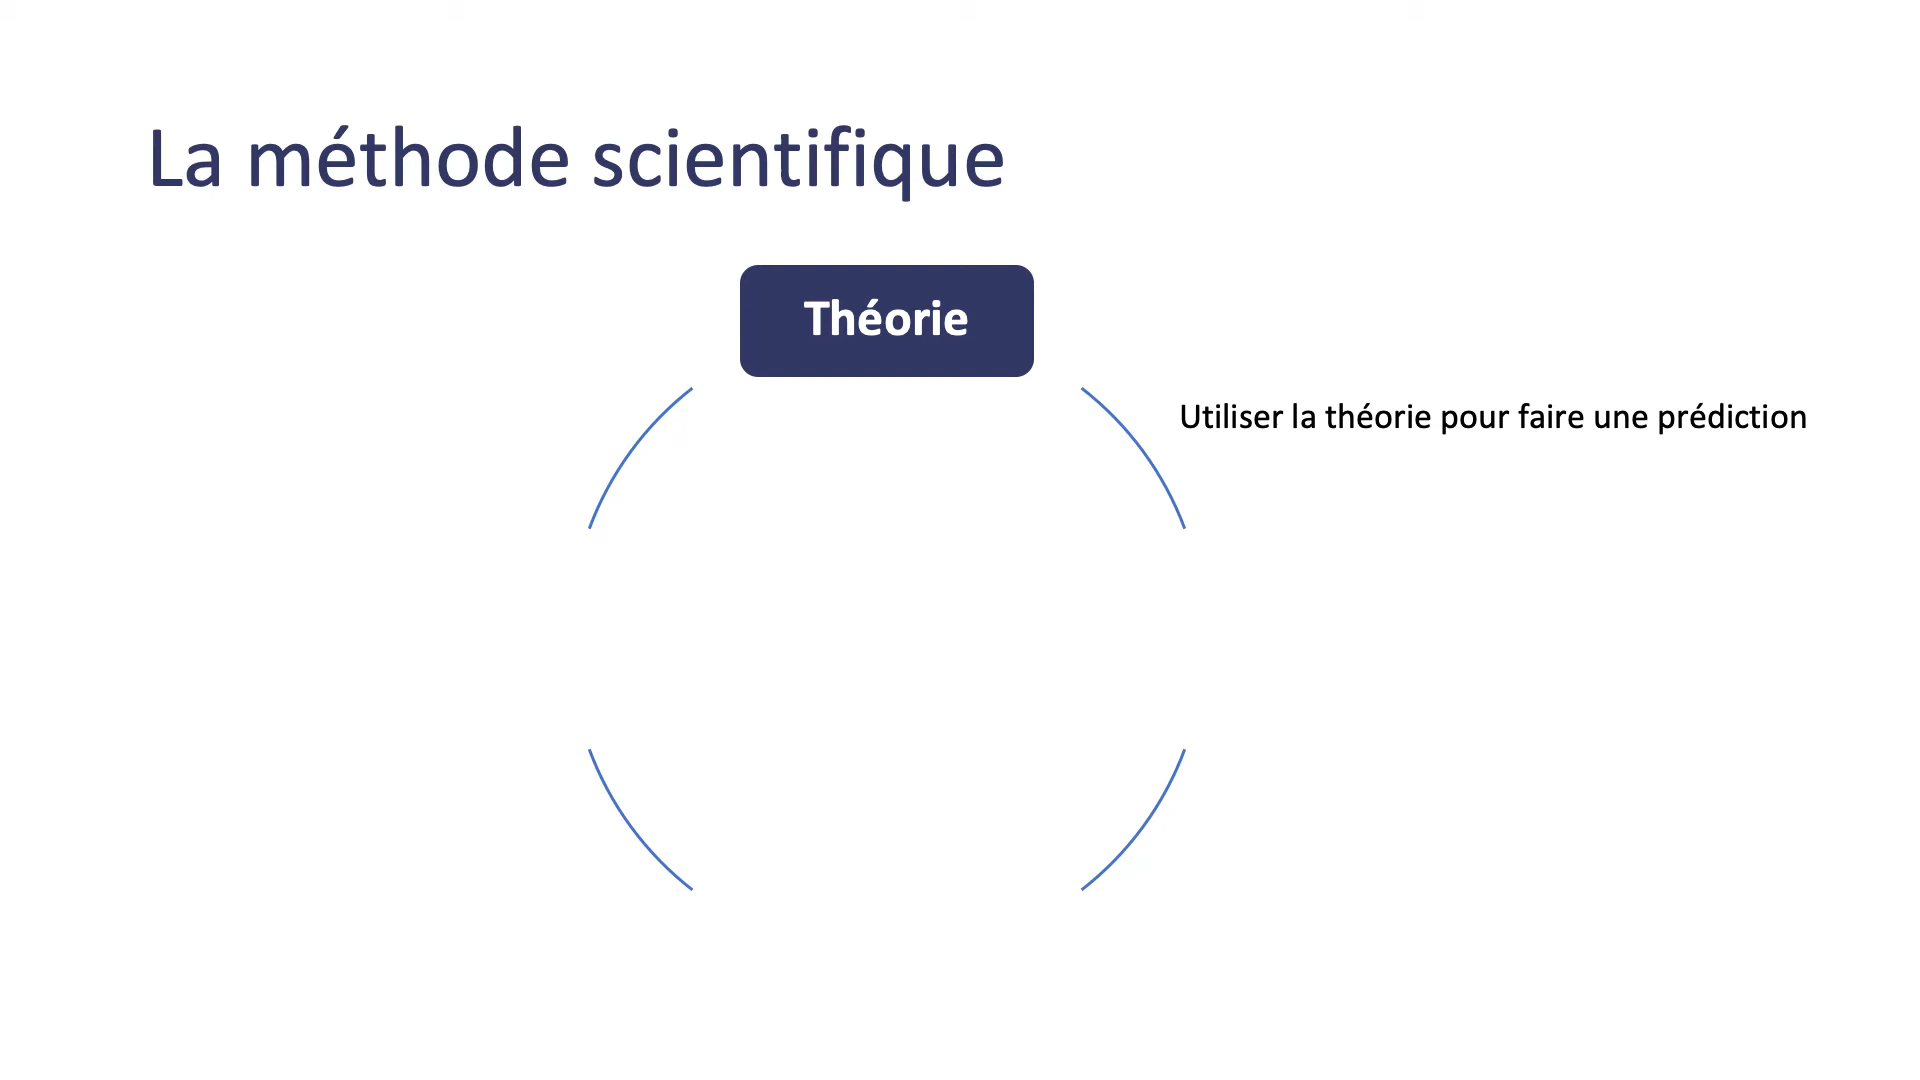 La méthode scientifique
Théorie
Utiliser la théorie pour faire une prédiction